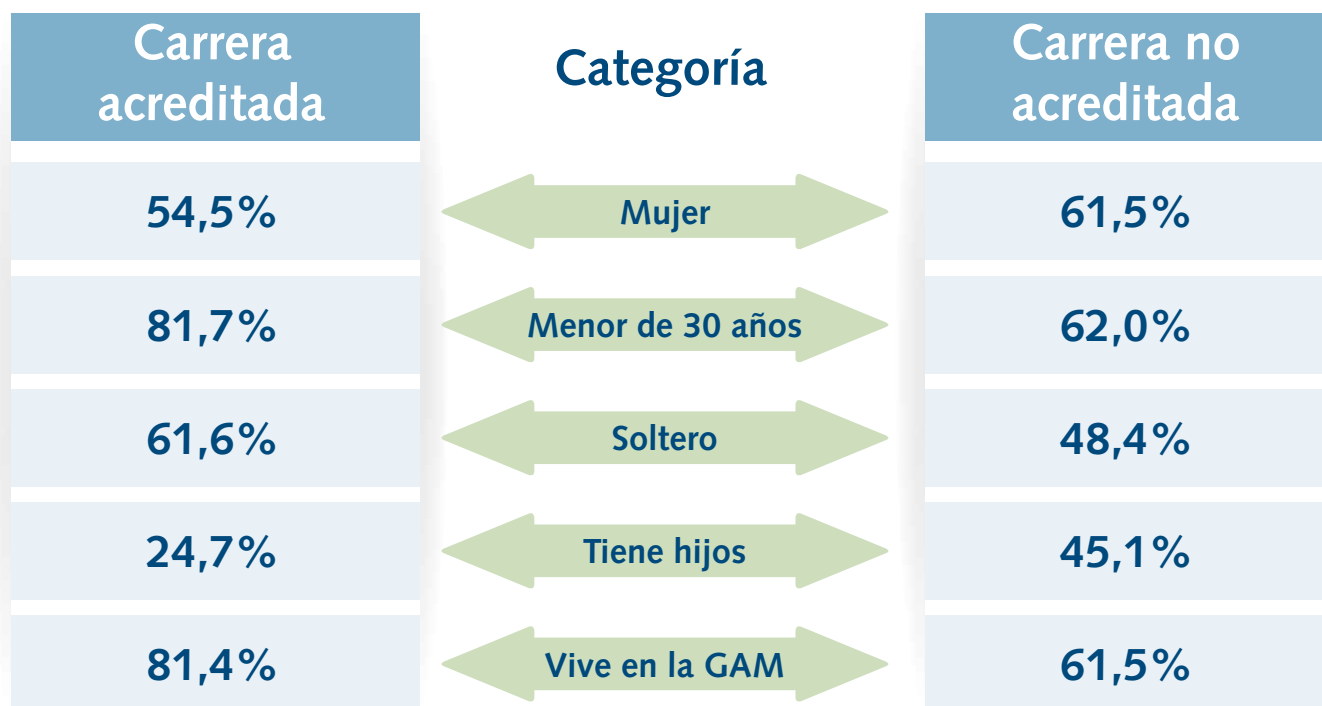 Carrera
acreditada
Categoría
Carrera no
acreditada
54,5% Mujer 61,5%
81,7% Menor de 30 años 62,0%
61,6% Soltero 48,4%
24,7% Tiene hijos 45,1%
81,4% Vive en la GAM 61,5%